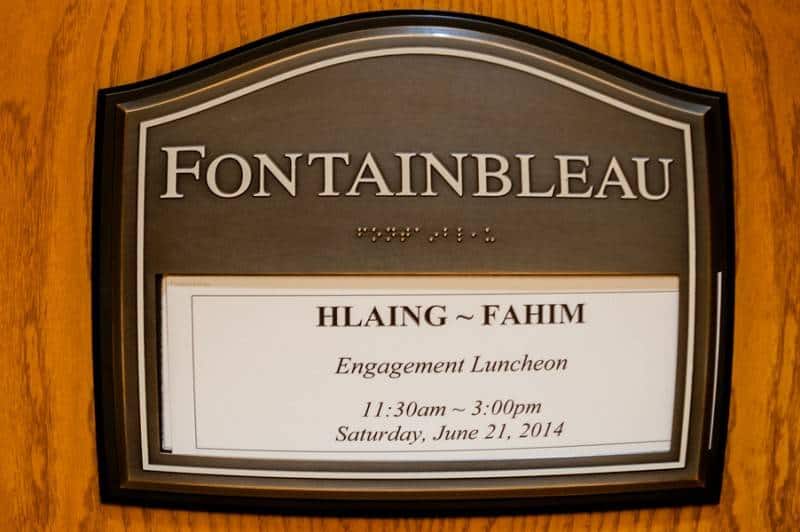 FONTAINBLEAU
HLAING ~ FAHIM
Engagement Luncheon
11:30am ~ 3:00pm
Saturday, June 21, 2014